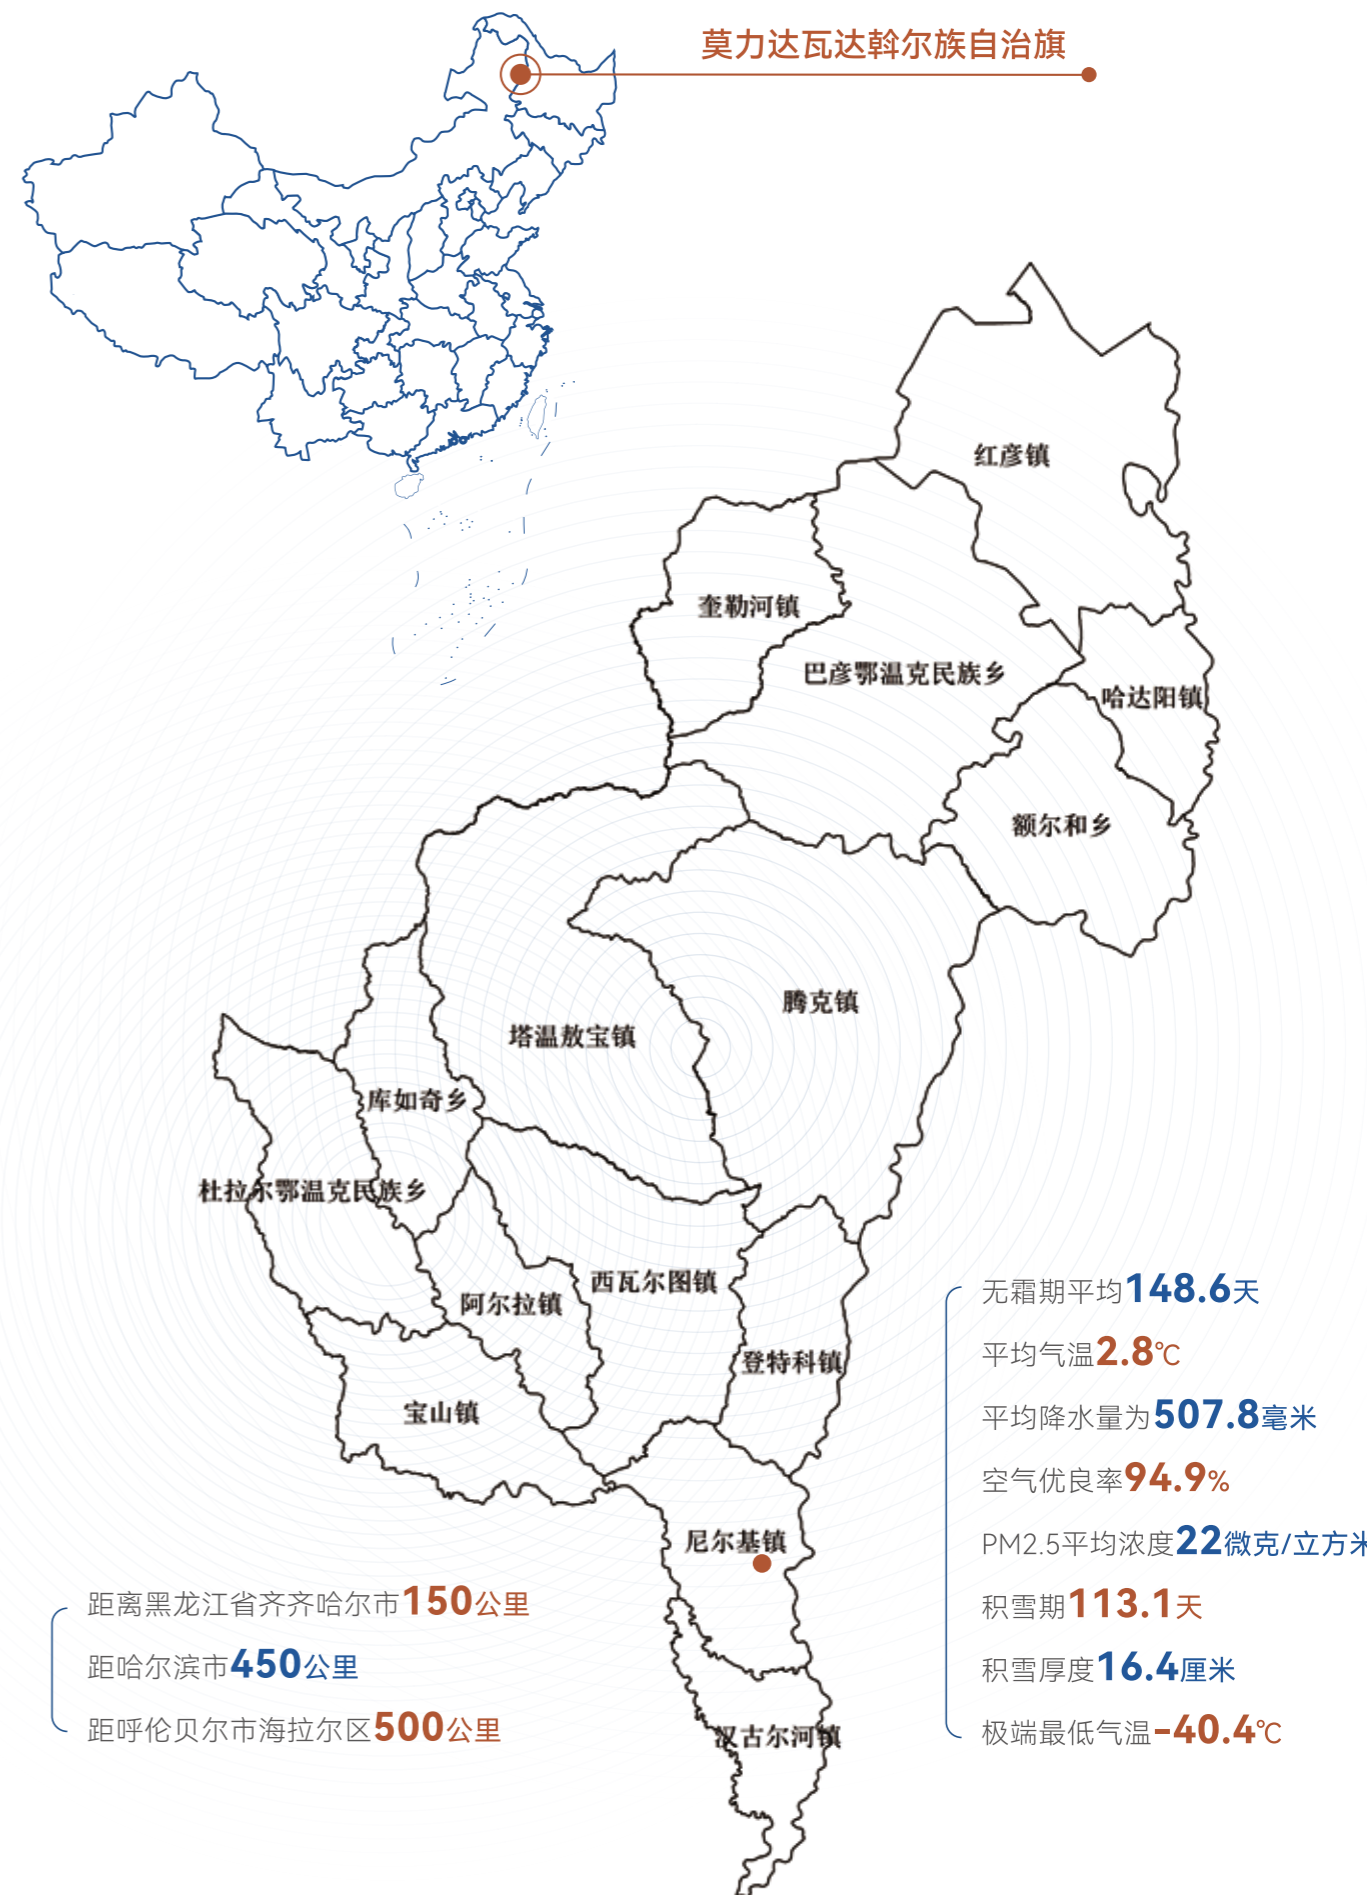 莫力达瓦达斡尔族自治旗
红彦镇
奎勒河镇
巴彦鄂温克民族乡
哈达阳镇
额尔和乡
腾克镇
塔温敖宝镇
库如奇乡
杜拉尔鄂温克民族乡
西瓦尔图镇
阿尔拉镇
登特科镇
宝山镇
尼尔基镇
汉古尔河镇
无霜期平均148.6天
平均气温2.8℃
平均降水量为507.8毫米
空气优良率94.9%
PM2.5平均浓度22微克/立方米
积雪期113.1天
积雪厚度16.4厘米
极端最低气温-40.4℃
距离黑龙江省齐齐哈尔市150公里
距哈尔滨市450公里
距呼伦贝尔市海拉尔区500公里